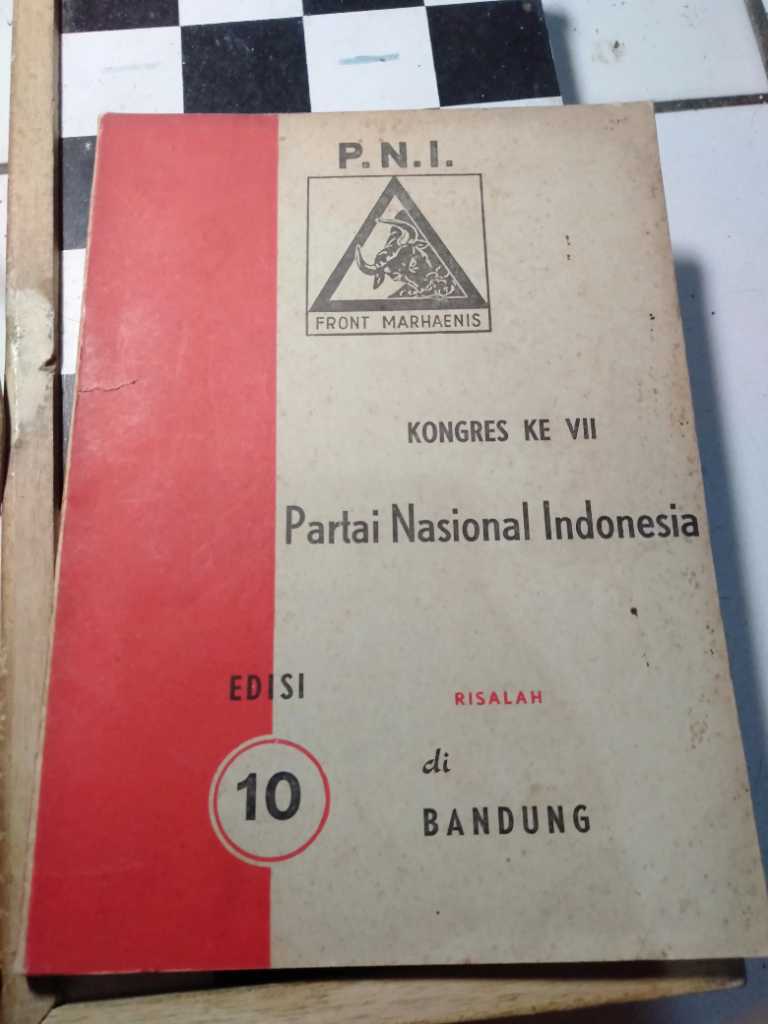 P.N.I.
FRONT MARHAENIS
KONGRES KE VII
Partai Nasional Indonesia
EDISI
10
RISALAH
di
BANDUNG